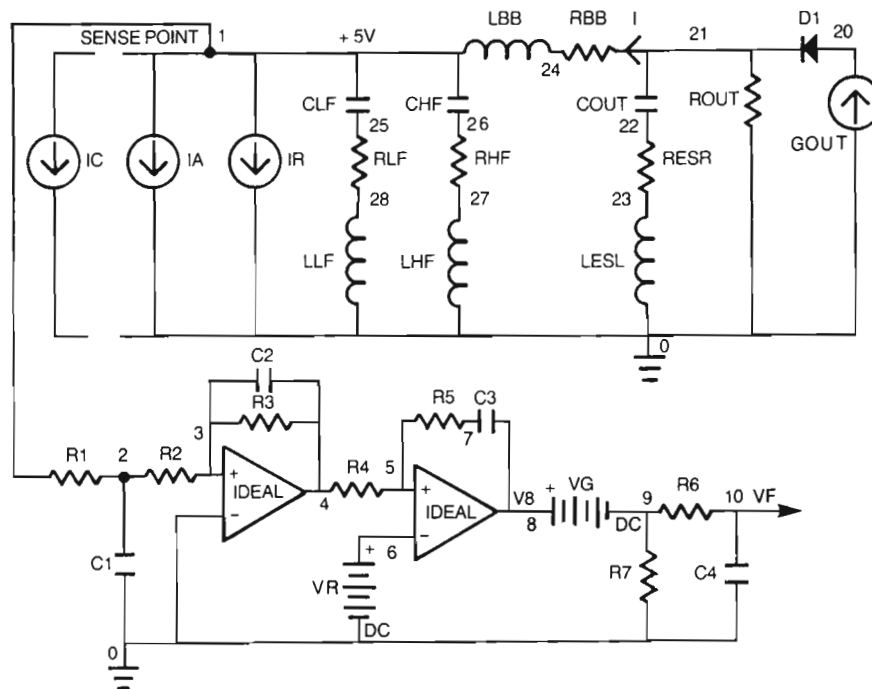 LBB RBB I D1
SENSE POINT 1 + 5V 21 20
24
CLF CHF COUT ROUT
25 26 22
IC IA IR RLF RHF RESR GOUT
28 27 23
LLF LHF LESL
0
C2
R3 R5 C3
3 7
R1 2 R2 + R4 5 + V8 + VG 9 R6 10 VF
IDEAL 4 IDEAL 8 DC
- -
+ 6
C1 VR R7 C4
DC
0